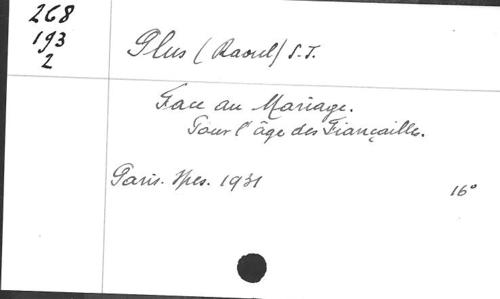 268
193
2
Plus (Raoul) S.J.
Face au Mariage.
Pour l'âge des Fiançailles.
Paris. Spes. 1931
16°